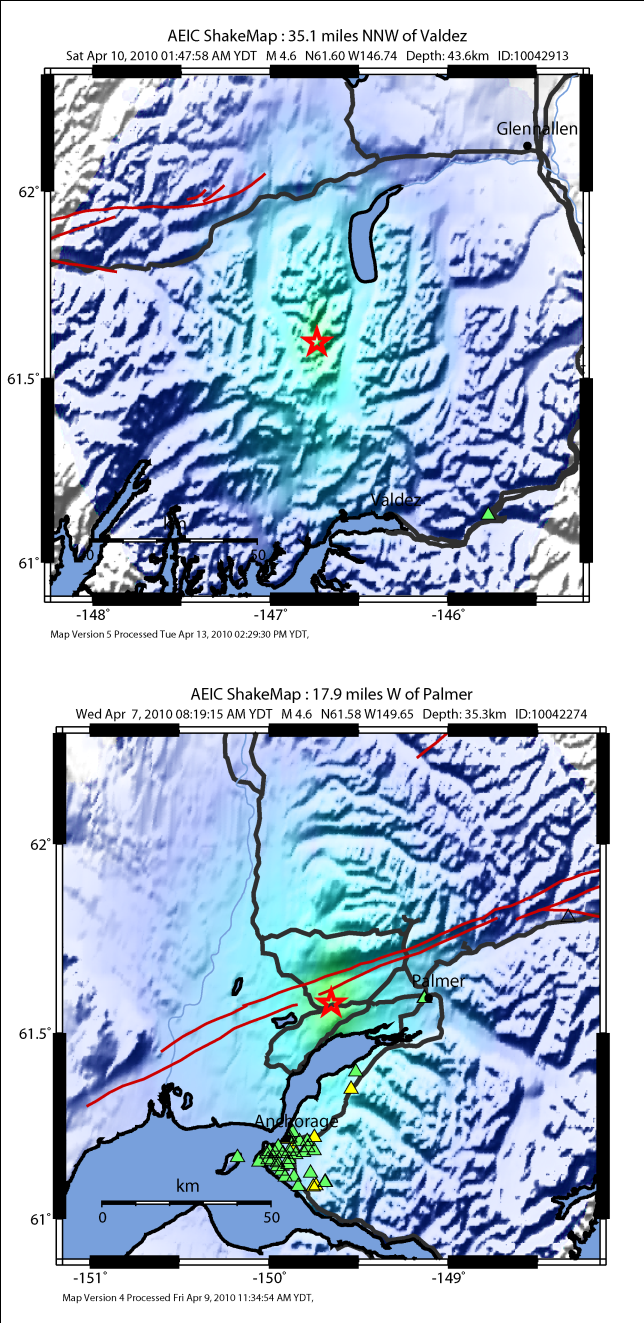 AEIC ShakeMap : 35.1 miles NNW of Valdez
Sat Apr 10, 2010 01:47:58 AM YDT M 4.6 N61.60 W146.74 Depth: 43.6km ID:10042913
Glennallen
62°
61.5°
Valdez
km
0 50
61°
-148° -147° -146°
Map Version 5 Processed Tue Apr 13, 2010 02:29:30 PM YDT,
AEIC ShakeMap : 17.9 miles W of Palmer
Wed Apr 7, 2010 08:19:15 AM YDT M 4.6 N61.58 W149.65 Depth: 35.3km ID:10042274
62°
Palmer
61.5°
Anchorage
km
0 50
61°
-151° -150° -149°
Map Version 4 Processed Fri Apr 9, 2010 11:34:54 AM YDT,